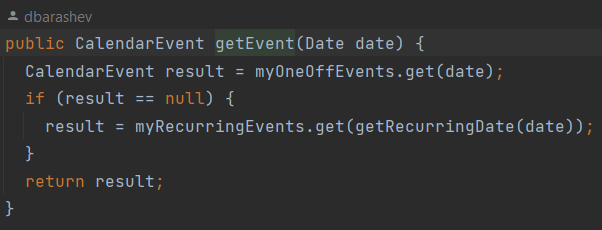 dbarashev
public CalendarEvent getEvent(Date date) {
  CalendarEvent result = myOneOffEvents.get(date);
  if (result == null) {
    result = myRecurringEvents.get(getRecurringDate(date));
  }
  return result;
}